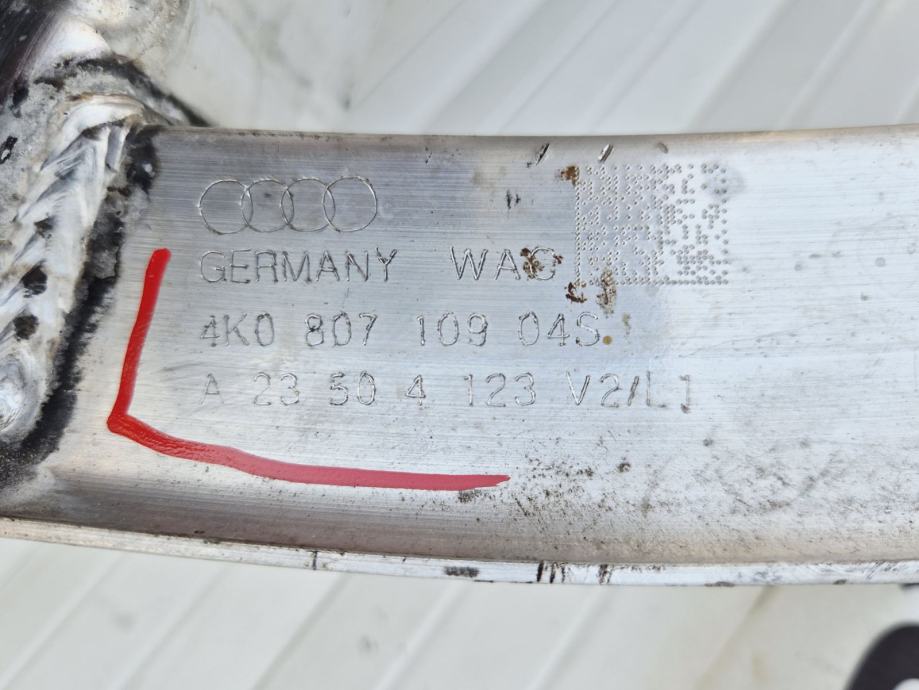 GERMANY WAG
4K0 807 109 04S
A 23 50 4 123 V2/L1